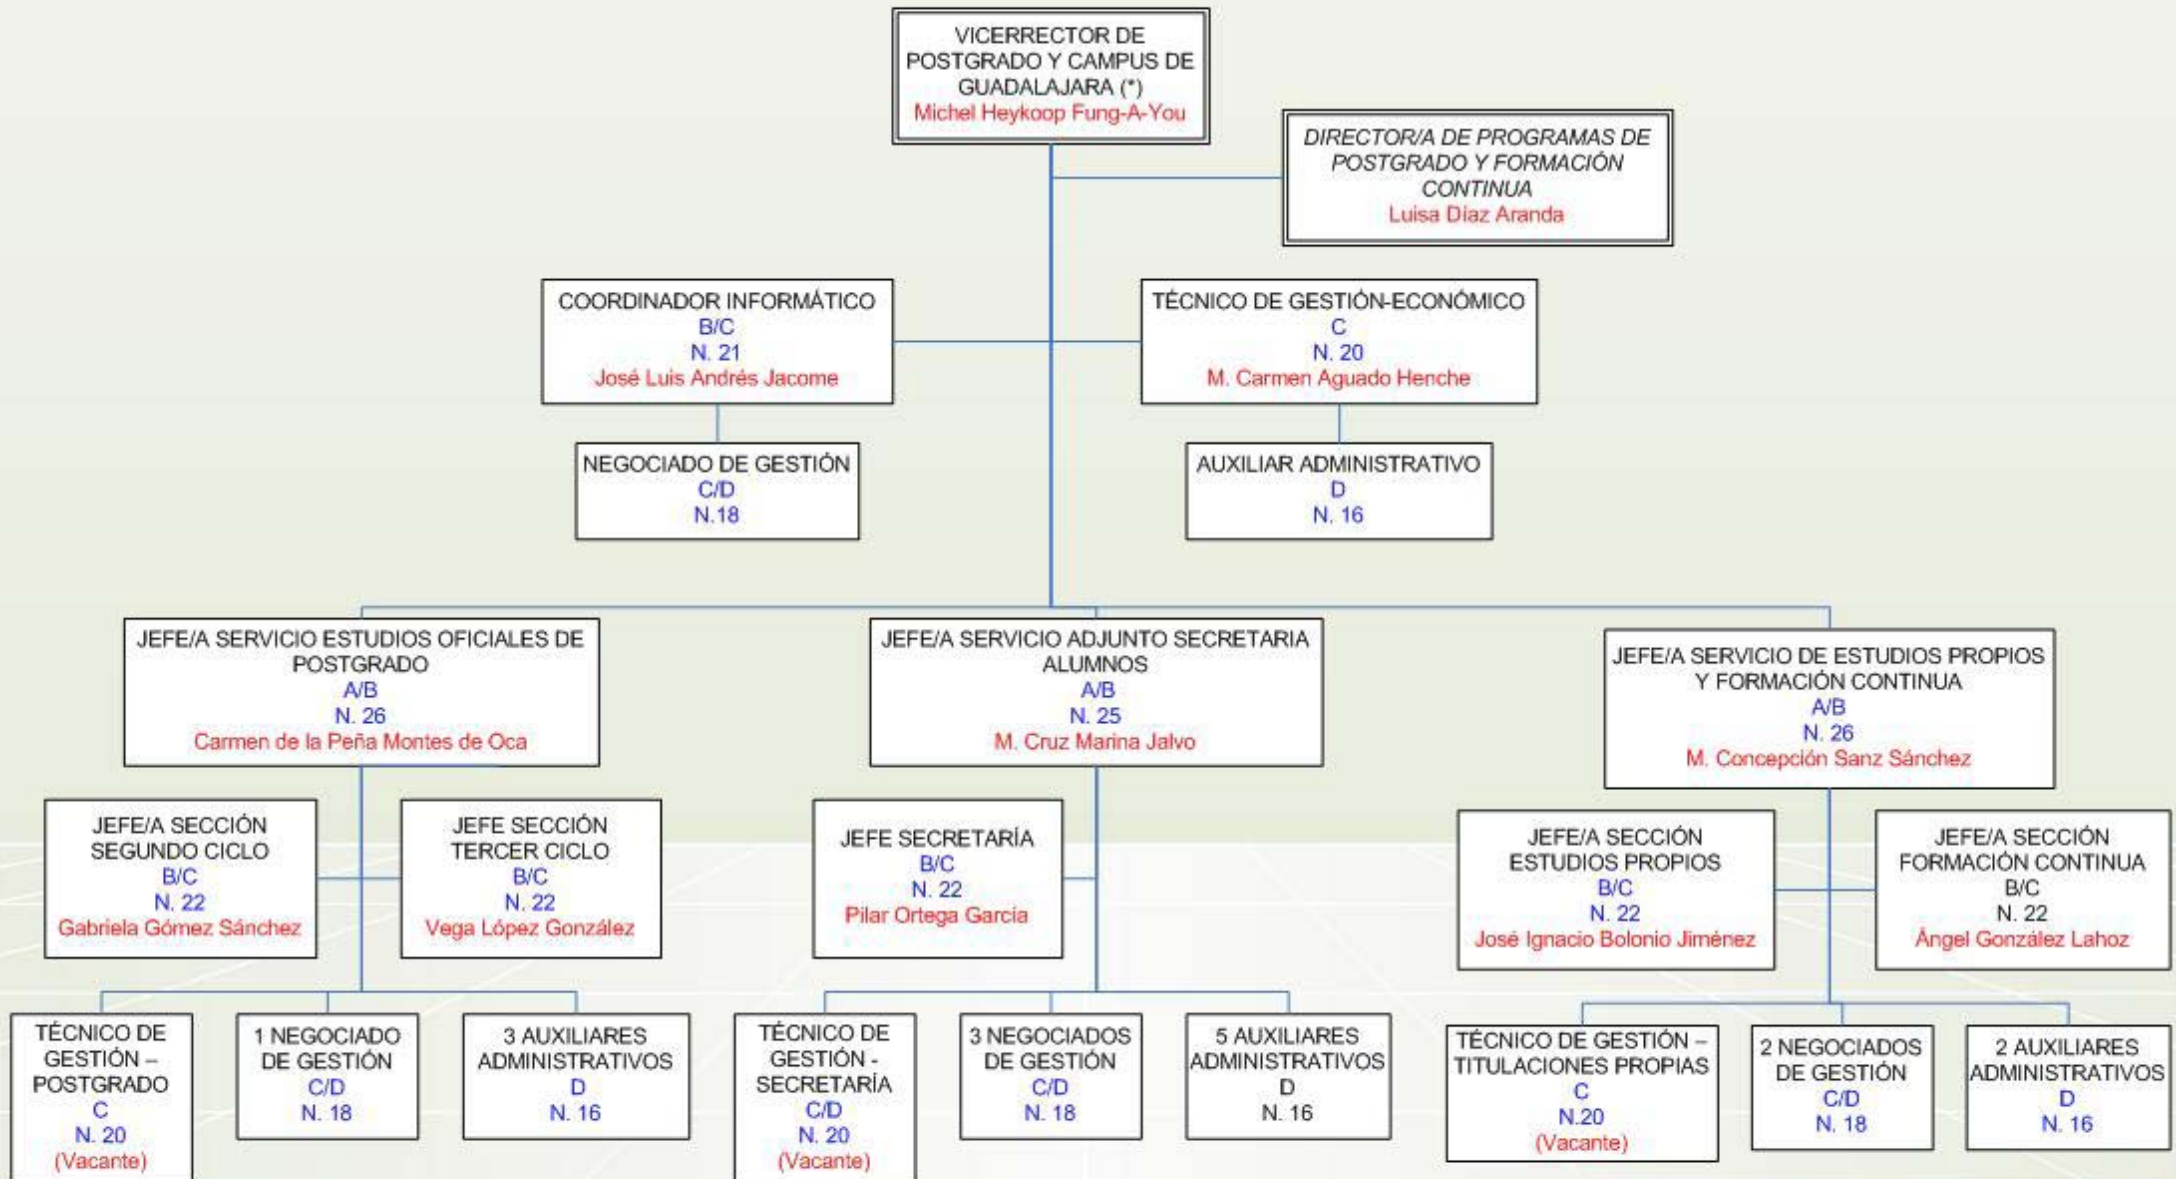 VICERRECTOR DE
POSTGRADO Y CAMPUS DE
GUADALAJARA (*)
Michel Heykoop Fung-A-You
DIRECTOR/A DE PROGRAMAS DE
POSTGRADO Y FORMACIÓN
CONTINUA
Luisa Díaz Aranda
COORDINADOR INFORMÁTICO
B/C
N. 21
José Luis Andrés Jacome
TÉCNICO DE GESTIÓN-ECONÓMICO
C
N. 20
M. Carmen Aguado Henche
NEGOCIADO DE GESTIÓN
C/D
N.18
AUXILIAR ADMINISTRATIVO
D
N. 16
JEFE/A SERVICIO ESTUDIOS OFICIALES DE
POSTGRADO
A/B
N. 26
Carmen de la Peña Montes de Oca
JEFE/A SERVICIO ADJUNTO SECRETARIA
ALUMNOS
A/B
N. 25
M. Cruz Marina Jalvo
JEFE/A SERVICIO DE ESTUDIOS PROPIOS
Y FORMACIÓN CONTINUA
A/B
N. 26
M. Concepción Sanz Sánchez
JEFE/A SECCIÓN
SEGUNDO CICLO
B/C
N. 22
Gabriela Gómez Sánchez
JEFE SECCIÓN
TERCER CICLO
B/C
N. 22
Vega López González
JEFE SECRETARÍA
B/C
N. 22
Pilar Ortega García
JEFE/A SECCIÓN
ESTUDIOS PROPIOS
B/C
N. 22
José Ignacio Bolonio Jiménez
JEFE/A SECCIÓN
FORMACIÓN CONTINUA
B/C
N. 22
Ángel González Lahoz
TÉCNICO DE
GESTIÓN –
POSTGRADO
C
N. 20
(Vacante)
1 NEGOCIADO
DE GESTIÓN
C/D
N. 18
3 AUXILIARES
ADMINISTRATIVOS
D
N. 16
TÉCNICO DE
GESTIÓN -
SECRETARÍA
C/D
N. 20
(Vacante)
3 NEGOCIADOS
DE GESTIÓN
C/D
N. 18
5 AUXILIARES
ADMINISTRATIVOS
D
N. 16
TÉCNICO DE GESTIÓN –
TITULACIONES PROPIAS
C
N.20
(Vacante)
2 NEGOCIADOS
DE GESTIÓN
C/D
N. 18
2 AUXILIARES
ADMINISTRATIVOS
D
N. 16